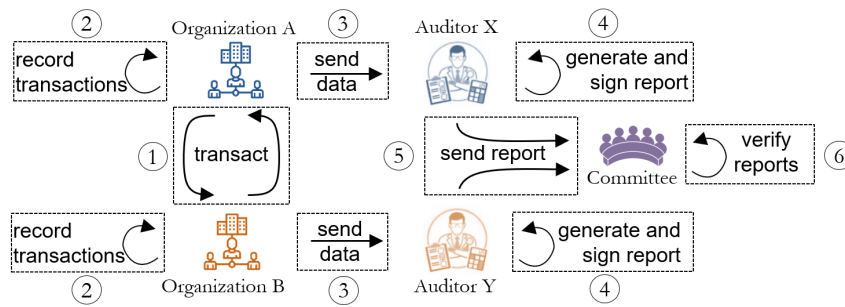 2
Organization A
3
Auditor X
4
record
transactions
send
data
generate and
sign report
1
transact
5
send report
Committee
verify
reports
6
record
transactions
send
data
generate and
sign report
2
Organization B
3
Auditor Y
4